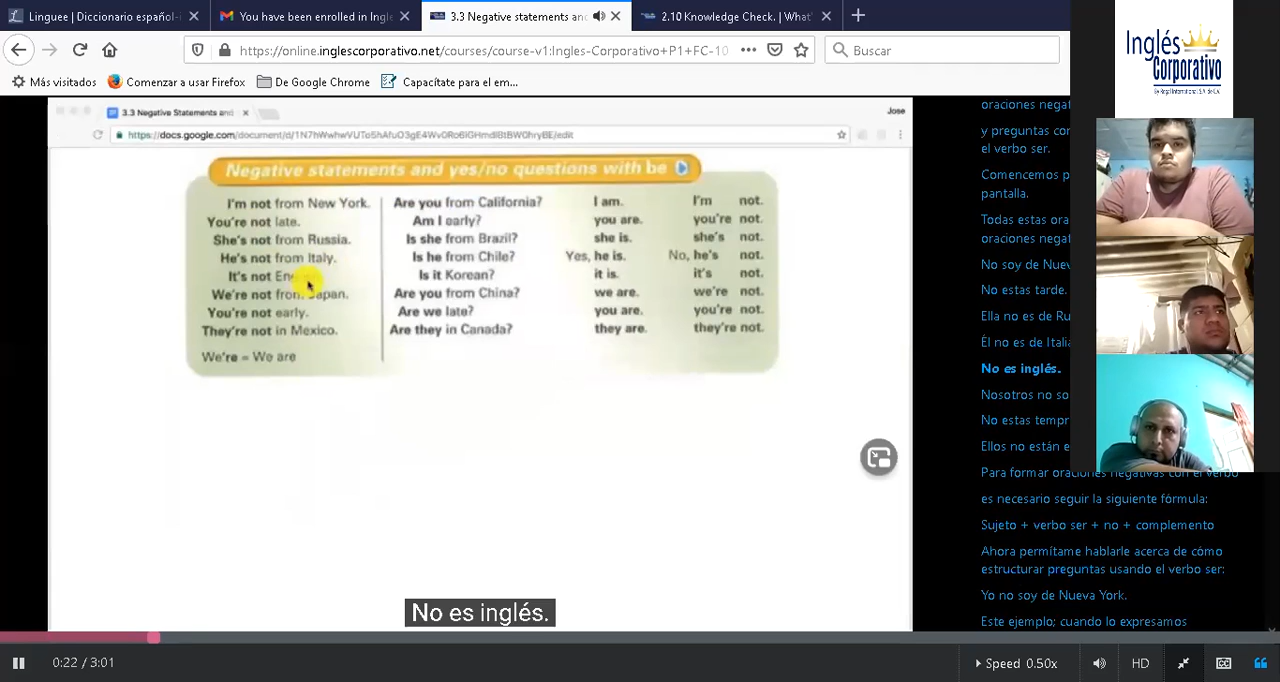 Linguee | Diccionario español-i
You have been enrolled in Ingle
3.3 Negative statements and
2.10 Knowledge Check. | What'
https://online.inglescorporativo.net/courses/course-v1:Ingles-Corporativo+P1+FC-10
Buscar
Más visitados
Comenzar a usar Firefox
De Google Chrome
Capacítate para el em...
Inglés
Corporativo
3.3 Negative Statements and
Jose
Negative statements and yes/no questions with be
I'm not from New York.
You're not late.
She's not from Russia.
He's not from Italy.
It's not
We're not from Japan.
You're not early.
They're not in Mexico.
We're = We are
Are you from California?
Am I early?
Is she from Brazil?
Is he from Chile?
Is it Korean?
Are you from China?
Are we late?
Are they in Canada?
I am.
you are.
she is.
Yes, he is.
it is.
we are.
you are.
they are.
I'm not.
you're not.
she's not.
No, he's not.
it's not.
we're not.
you're not.
they're not.
oraciones
y preguntas
el verbo ser.
Comencemos
pantalla.
Todas estas
oraciones
No soy de
No estas tarde.
Ella no es de
Él no es de
No es inglés.
Nosotros no
No estas
Ellos no están
Para formar oraciones negativas con el verbo
es necesario seguir la siguiente fórmula:
Sujeto + verbo ser + no + complemento
Ahora permítame hablarle acerca de cómo
estructurar preguntas usando el verbo ser:
Yo no soy de Nueva York.
Este ejemplo; cuando lo expresamos
No es inglés.
0:22 / 3:01
Speed 0.50x
HD
CC